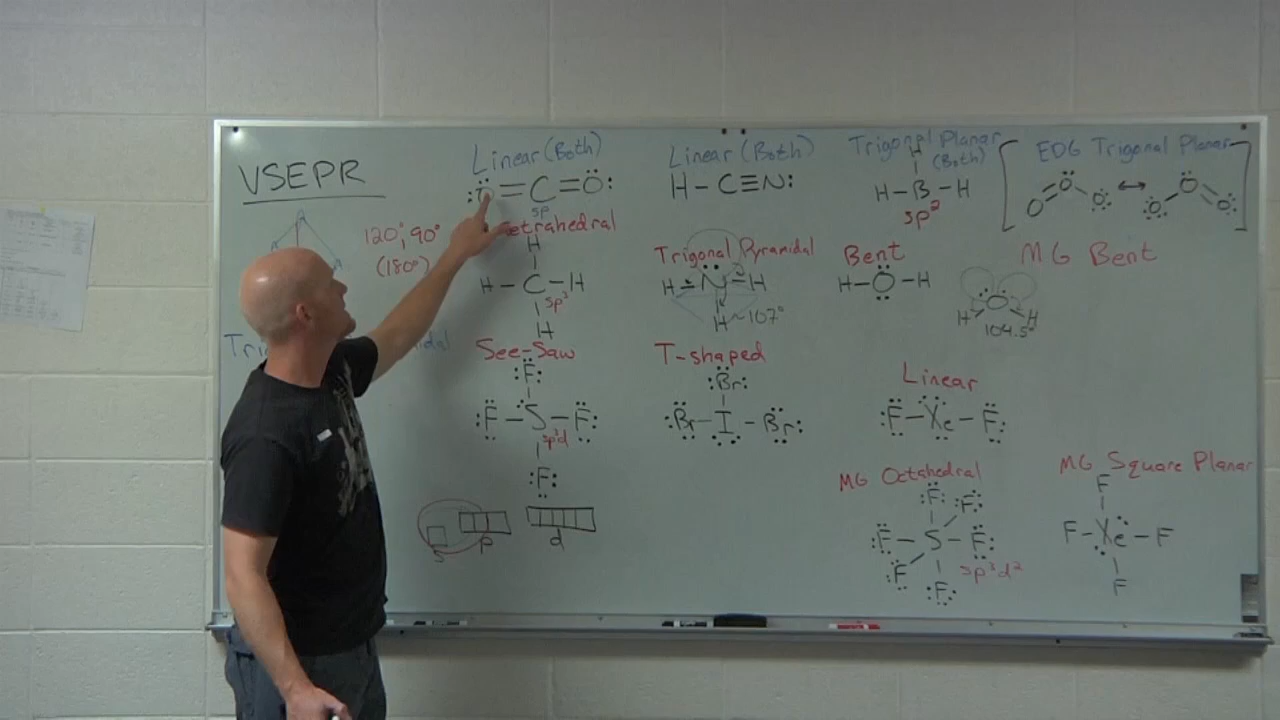 VSEPR
Linear (Both)
:Ö=C=Ö:
sp
Linear (Both)
H-C≡N:
Trigonal Planar
(Both)
H
H-B-H
sp²
EDG Trigonal Planar
O Ö O ↔ O Ö O
MG Bent
120°, 90°
(180°)
Tetrahedral
H
H-C-H
sp³
H
Trigonal Pyramidal
H-N-H
H ~107°
Bent
H-Ö-H
O
H H
104.5°
See-Saw
:F:
:F-S-F:
sp³d
:F:
T-shaped
:Br:
:Br-I-Br:
Linear
:F-Xe-F:
MG Octahedral
:F: F:
:F-S-F:
:F :F:
sp³d²
MG Square Planar
F
F-Xe-F
F
s p d